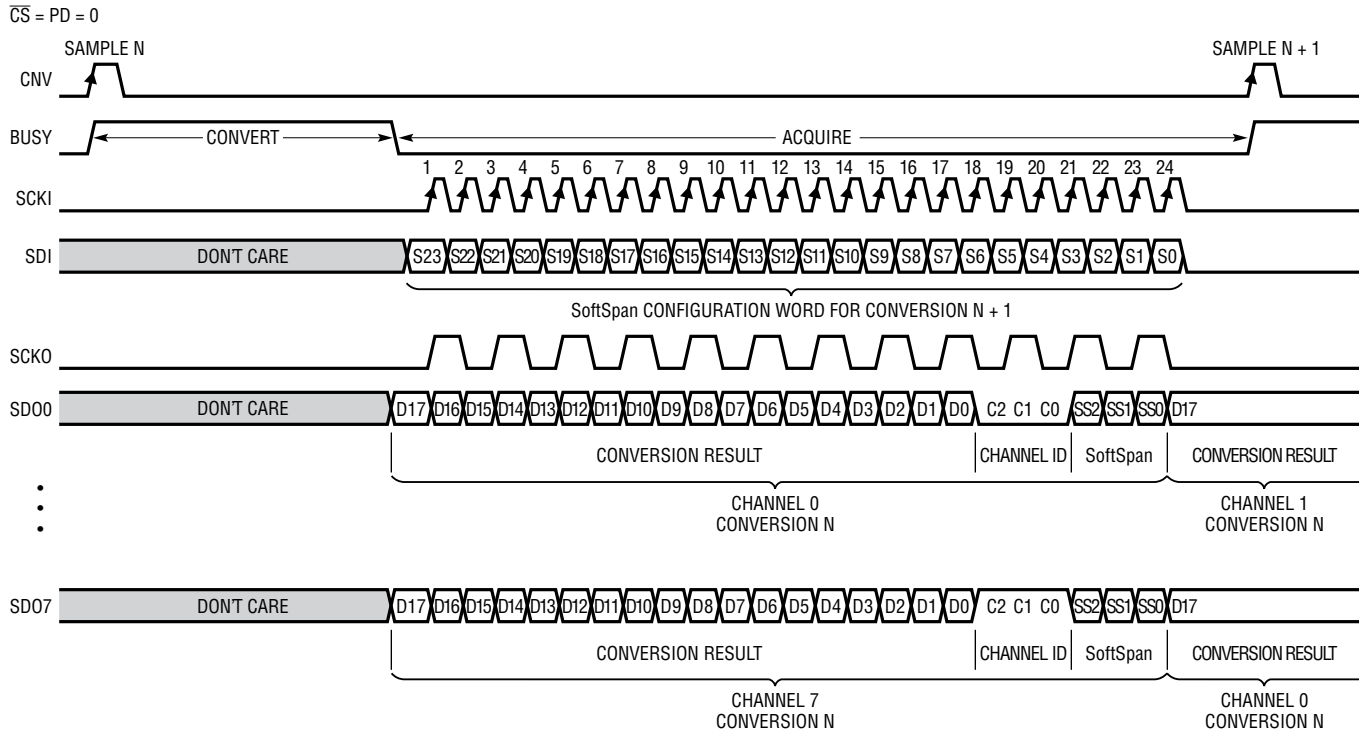 CS = PD = 0
SAMPLE N SAMPLE N + 1
CNV
BUSY CONVERT ACQUIRE
1 2 3 4 5 6 7 8 9 10 11 12 13 14 15 16 17 18 19 20 21 22 23 24
SCKI
SDI DON'T CARE S23 S22 S21 S20 S19 S18 S17 S16 S15 S14 S13 S12 S11 S10 S9 S8 S7 S6 S5 S4 S3 S2 S1 S0
SoftSpan CONFIGURATION WORD FOR CONVERSION N + 1
SCKO
SDO0 DON'T CARE D17 D16 D15 D14 D13 D12 D11 D10 D9 D8 D7 D6 D5 D4 D3 D2 D1 D0 C2 C1 C0 SS2 SS1 SS0 D17
CONVERSION RESULT CHANNEL ID SoftSpan CONVERSION RESULT
CHANNEL 0 CHANNEL 1
CONVERSION N CONVERSION N
SDO7 DON'T CARE D17 D16 D15 D14 D13 D12 D11 D10 D9 D8 D7 D6 D5 D4 D3 D2 D1 D0 C2 C1 C0 SS2 SS1 SS0 D17
CONVERSION RESULT CHANNEL ID SoftSpan CONVERSION RESULT
CHANNEL 7 CHANNEL 0
CONVERSION N CONVERSION N